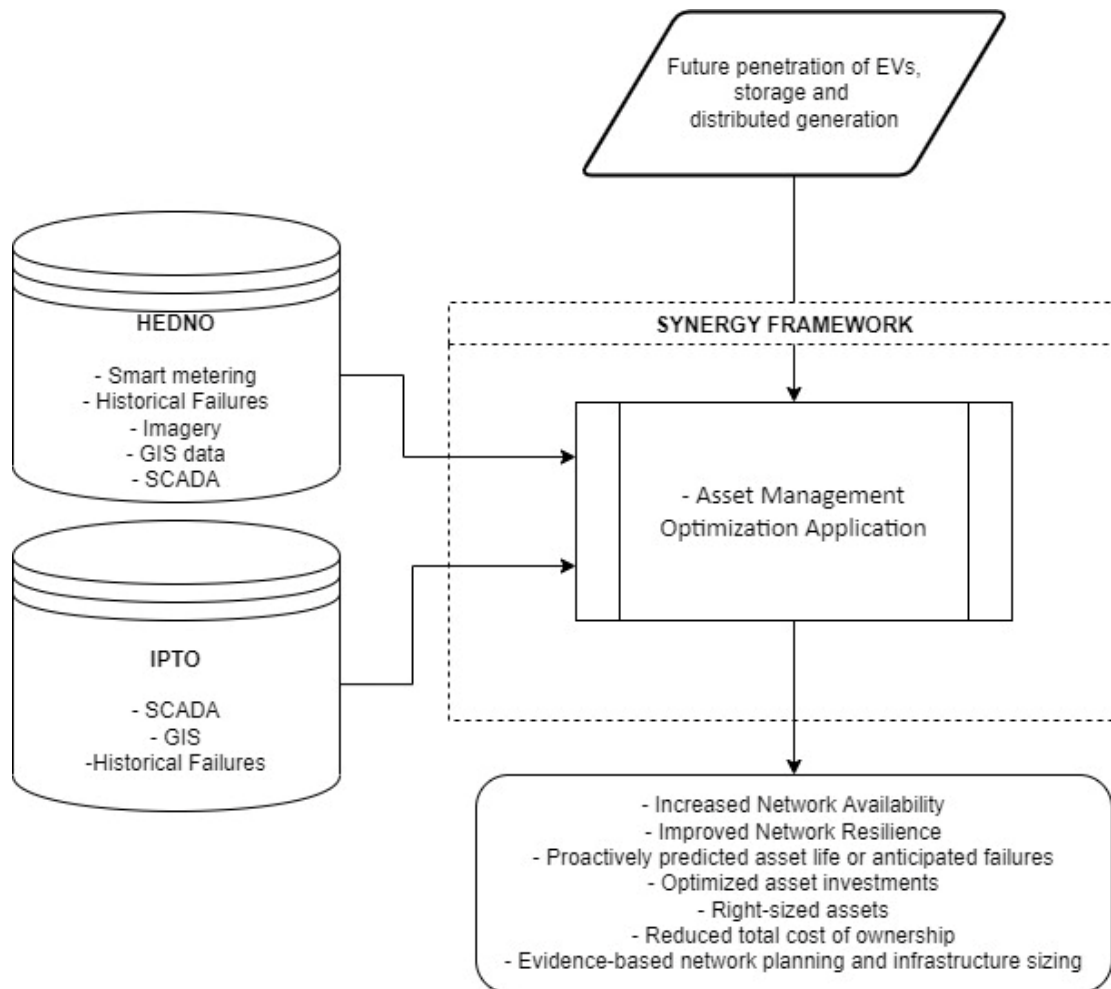 Future penetration of EVs,
storage and
distributed generation
HEDNO
- Smart metering
- Historical Failures
- Imagery
- GIS data
- SCADA
SYNERGY FRAMEWORK
- Asset Management
Optimization Application
IPTO
- SCADA
- GIS
-Historical Failures
- Increased Network Availability
- Improved Network Resilience
- Proactively predicted asset life or anticipated failures
- Optimized asset investments
- Right-sized assets
- Reduced total cost of ownership
- Evidence-based network planning and infrastructure sizing